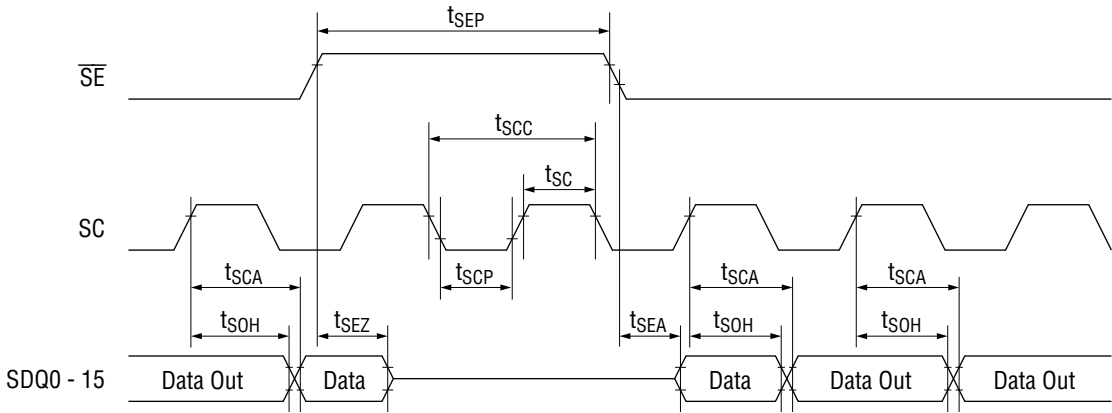 tSEP
SE
tSCC
tSC
SC
tSCA
tSCP
tSCA
tSCA
tSOH
tSEZ
tSEA
tSOH
tSOH
SDQ0 - 15
Data Out
Data
Data
Data Out
Data Out